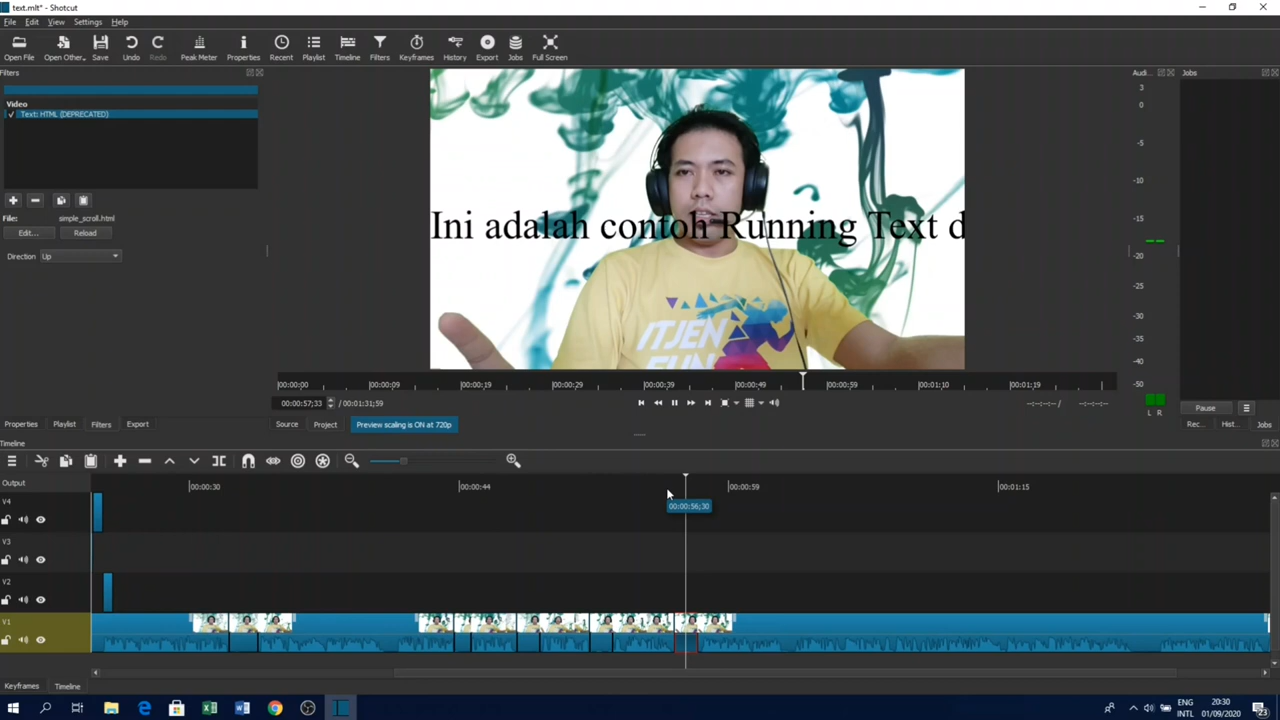 text.mlt* - Shotcut
File Edit View Settings Help
Open File Open Other... Save Undo Redo Peak Meter Properties Recent Playlist Timeline Filters Keyframes History Export Jobs Full Screen
Filters
Video
Text: HTML (DEPRECATED)
File: simple_scroll.html
Edit... Reload
Direction Up
Ini adalah contoh Running Text d
ITJEN
FUN
Audi...
3
0
-5
-10
-15
-20
-25
-30
-35
-40
-50
L R
Jobs
00:00:00 00:00:09 00:00:19 00:00:29 00:00:39 00:00:49 00:00:59 00:01:10 00:01:19
00:00:57;33 / 00:01:31;59
--:--:--:-- / --:--:--:--
Pause
Properties Playlist Filters Export
Source Project Preview scaling is ON at 720p
Rec... Hist... Jobs
Timeline
Output
00:00:30 00:00:44 00:00:59 00:01:15
00:00:56;30
V4
V3
V2
V1
Keyframes Timeline
ENG
INTL
20:30
01/09/2020
23